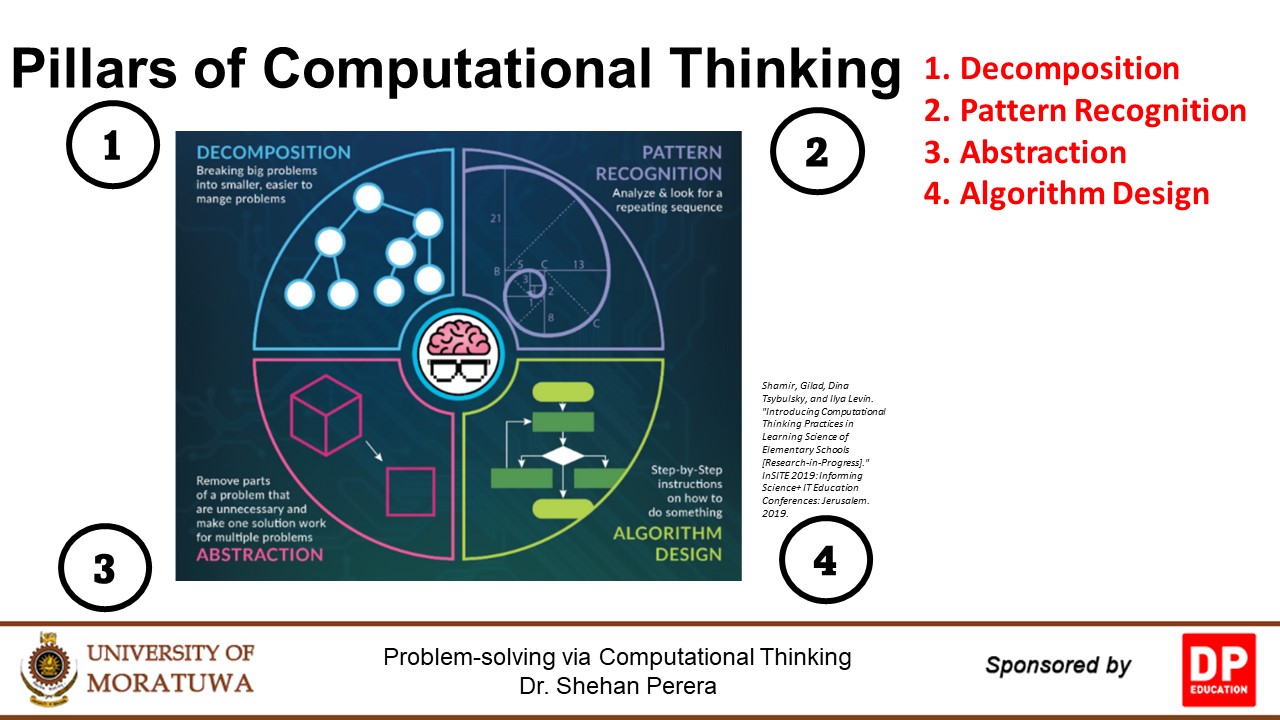 Pillars of Computational Thinking
1. Decomposition
2. Pattern Recognition
3. Abstraction
4. Algorithm Design
1
2
DECOMPOSITION
Breaking big problems
into smaller, easier to
mange problems
PATTERN
RECOGNITION
Analyze & look for a
repeating sequence
21
B
5
C
13
3
1
2
1
B
C
Remove parts
of a problem that
are unnecessary and
make one solution work
for multiple problems
ABSTRACTION
Step-by-Step
instructions
on how to
do something
ALGORITHM
DESIGN
Shamir, Gilad, Dina
Tsybulsky, and Ilya Levin.
"Introducing Computational
Thinking Practices in
Learning Science of
Elementary Schools
[Research-in-Progress]."
InSITE 2019: Informing
Science+ IT Education
Conferences: Jerusalem.
2019.
3
4
UNIVERSITY OF
MORATUWA
Problem-solving via Computational Thinking
Dr. Shehan Perera
Sponsored by
DP
EDUCATION